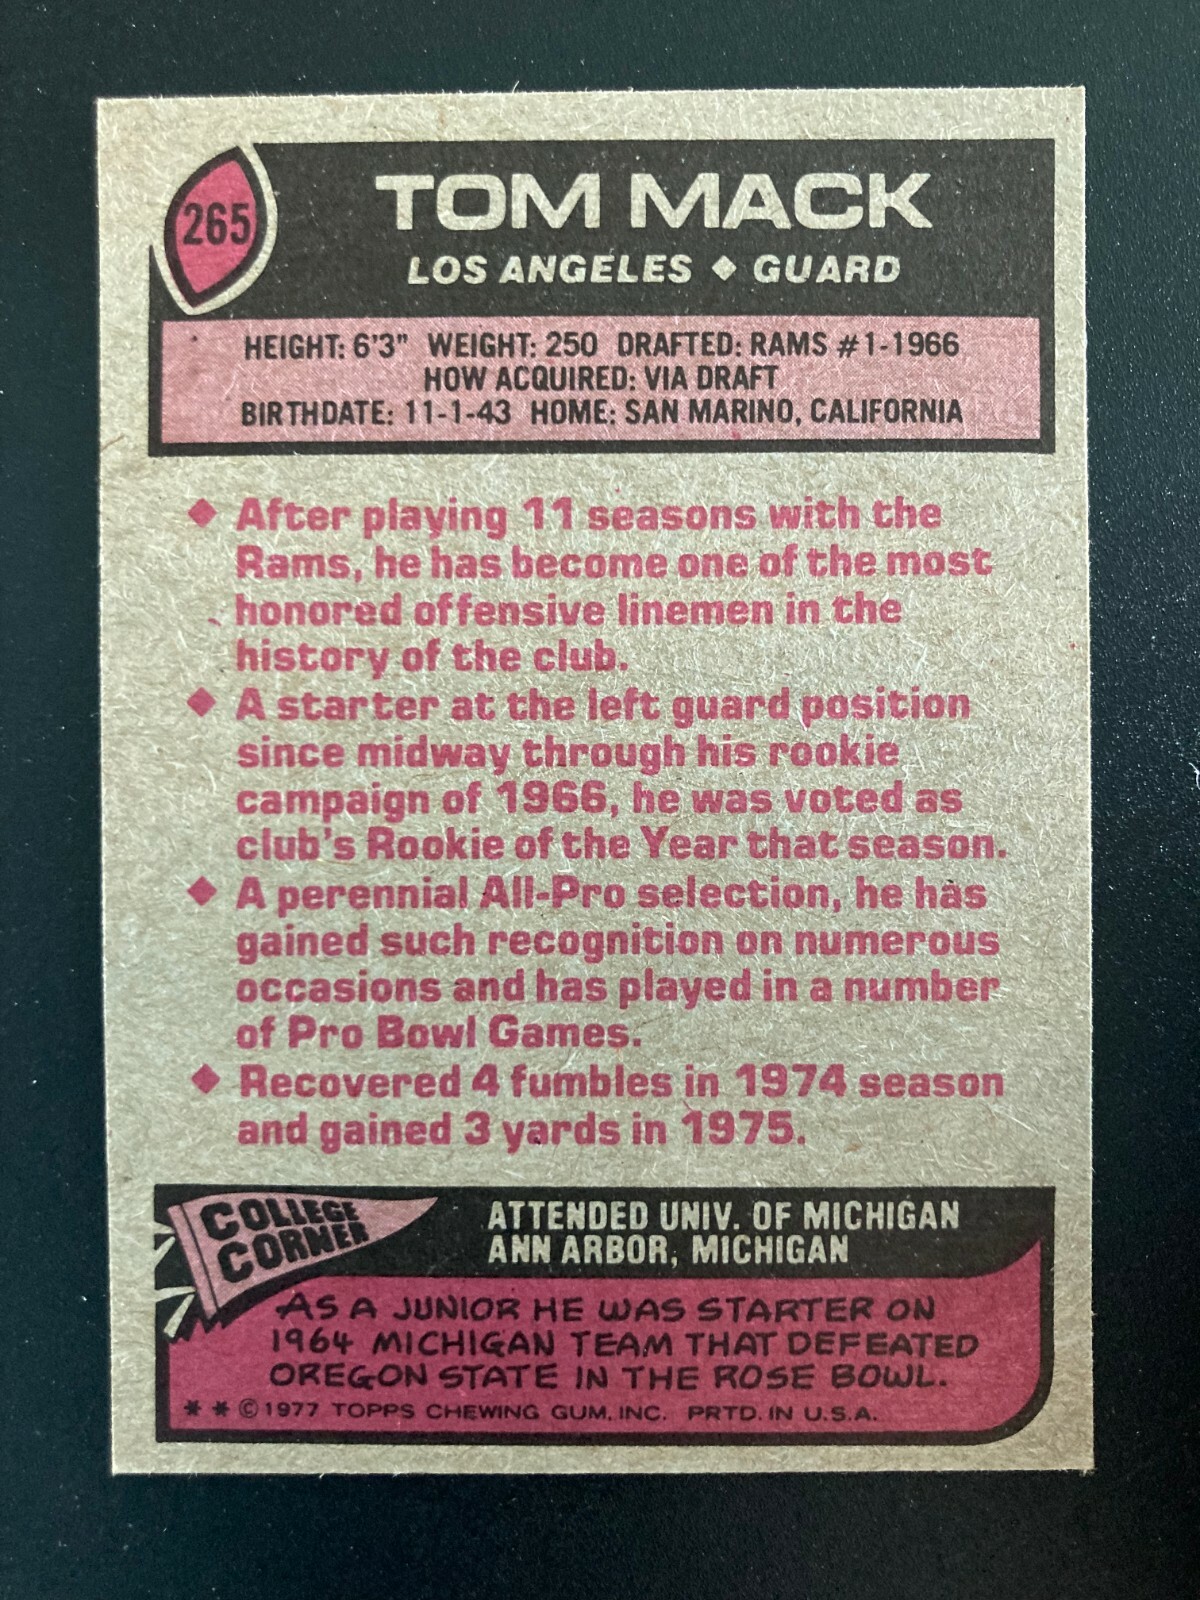 265
TOM MACK
LOS ANGELES ♦ GUARD
HEIGHT: 6'3" WEIGHT: 250 DRAFTED: RAMS #1-1966
HOW ACQUIRED: VIA DRAFT
BIRTHDATE: 11-1-43 HOME: SAN MARINO, CALIFORNIA
♦ After playing 11 seasons with the
Rams, he has become one of the most
honored offensive linemen in the
history of the club.
♦ A starter at the left guard position
since midway through his rookie
campaign of 1966, he was voted as
club's Rookie of the Year that season.
♦ A perennial All-Pro selection, he has
gained such recognition on numerous
occasions and has played in a number
of Pro Bowl Games.
♦ Recovered 4 fumbles in 1974 season
and gained 3 yards in 1975.
COLLEGE
CORNER
ATTENDED UNIV. OF MICHIGAN
ANN ARBOR, MICHIGAN
AS A JUNIOR HE WAS STARTER ON
1964 MICHIGAN TEAM THAT DEFEATED
OREGON STATE IN THE ROSE BOWL.
* * © 1977 TOPPS CHEWING GUM, INC. PRTD. IN U.S.A.